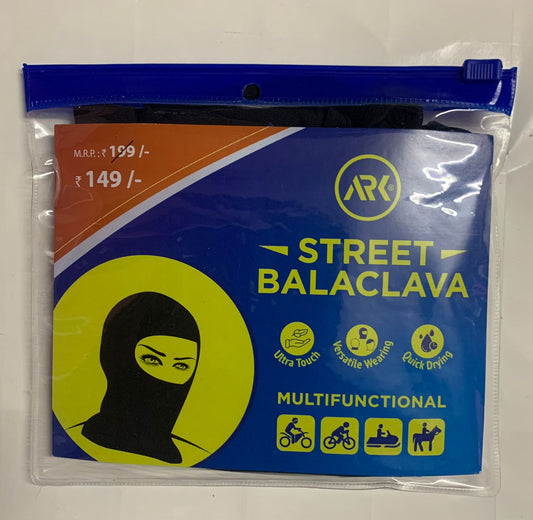 M.R.P.: ₹ 199 /-
₹ 149 /-
ARK®
STREET
BALACLAVA
Ultra Touch
Versatile Wearing
Quick Drying
MULTIFUNCTIONAL